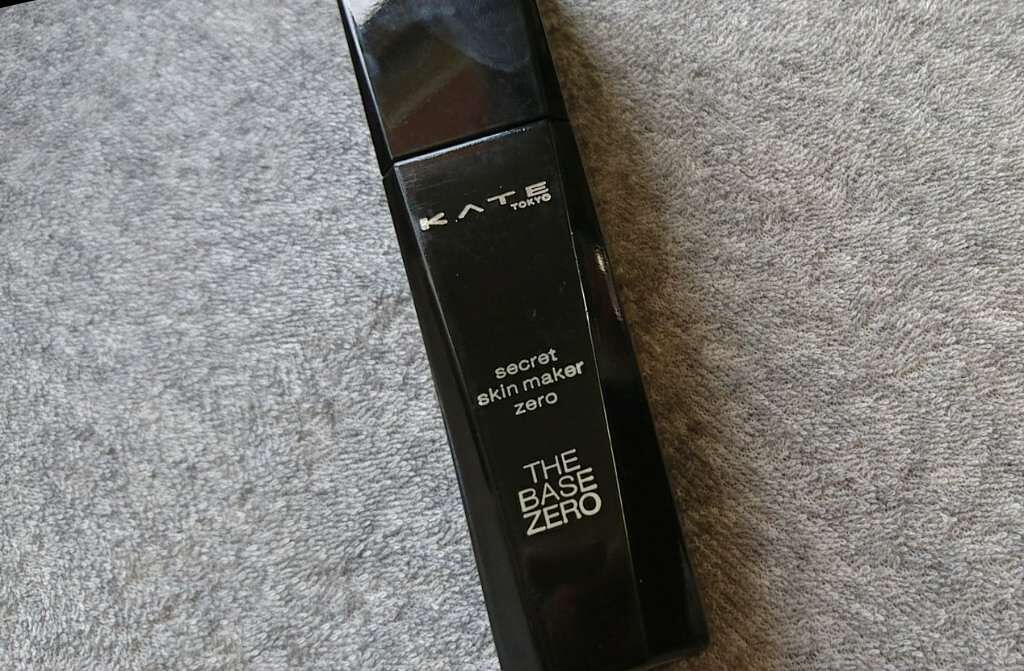 KATE
TOKYO
secret
skin maker
zero
THE
BASE
ZERO